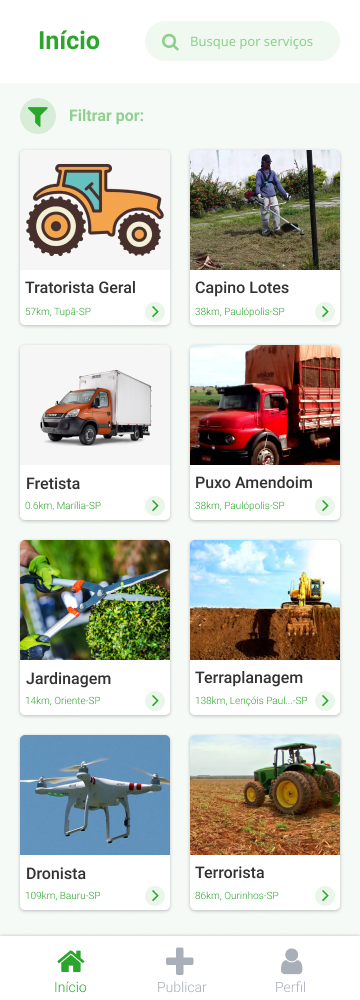 Início
Busque por serviços
Filtrar por:
Tratorista Geral
57km, Tupã-SP
Capino Lotes
38km, Paulópolis-SP
Fretista
0.6km, Marília-SP
Puxo Amendoim
38km, Paulópolis-SP
Jardinagem
14km, Oriente-SP
Terraplanagem
138km, Lençóis Paul...-SP
Dronista
109km, Bauru-SP
Terrorista
86km, Ourinhos-SP
Início
Publicar
Perfil